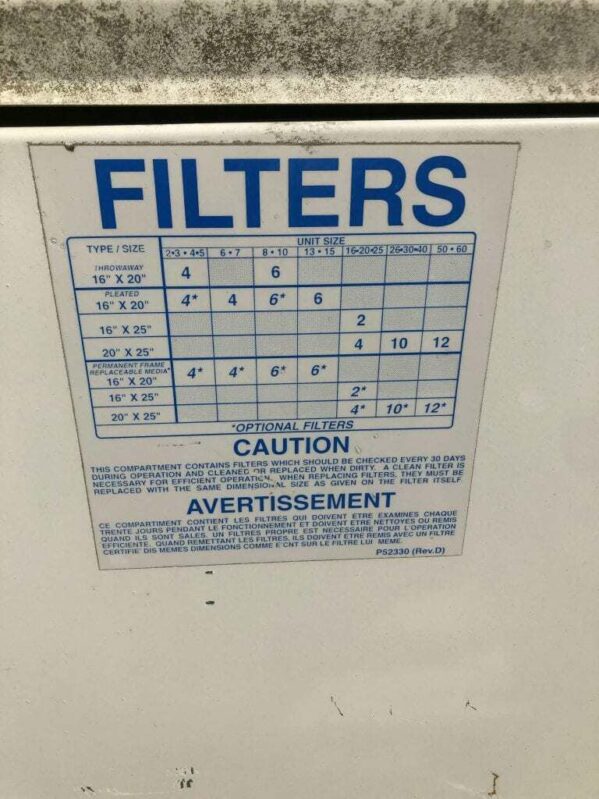 FILTERS
TYPE / SIZE UNIT SIZE
2•3 • 4•5 6 • 7 8 • 10 13 • 15 16•20•25 26•30•40 50 • 60
THROWAWAY
16" X 20" 4 6
PLEATED
16" X 20" 4* 4 6* 6
16" X 25" 2
20" X 25" 4 10 12
PERMANENT FRAME
REPLACEABLE MEDIA*
16" X 20" 4* 4* 6* 6*
16" X 25" 2*
20" X 25" 4* 10* 12*
*OPTIONAL FILTERS
CAUTION
THIS COMPARTMENT CONTAINS FILTERS WHICH SHOULD BE CHECKED EVERY 30 DAYS
DURING OPERATION AND CLEANED OR REPLACED WHEN DIRTY. A CLEAN FILTER IS
NECESSARY FOR EFFICIENT OPERATION. WHEN REPLACING FILTERS, THEY MUST BE
REPLACED WITH THE SAME DIMENSIONAL SIZE AS GIVEN ON THE FILTER ITSELF
AVERTISSEMENT
CE COMPARTIMENT CONTIENT LES FILTRES QUI DOIVENT ETRE EXAMINES CHAQUE
TRENTE JOURS PENDANT LE FONCTIONNEMENT ET DOIVENT ETRE NETTOYES OU REMIS
QUAND ILS SONT SALES. UN FILTRES PROPRE EST NECESSAIRE POUR L'OPERATION
EFFICIENTE. QUAND REMETTANT LES FILTRES, ILS DOIVENT ETRE REMIS AVEC UN FILTRE
CERTIFIE DIS MEMES DIMENSIONS COMME E'CNT SUR LE FILTRE LUI MEME.
P52330 (Rev.D)